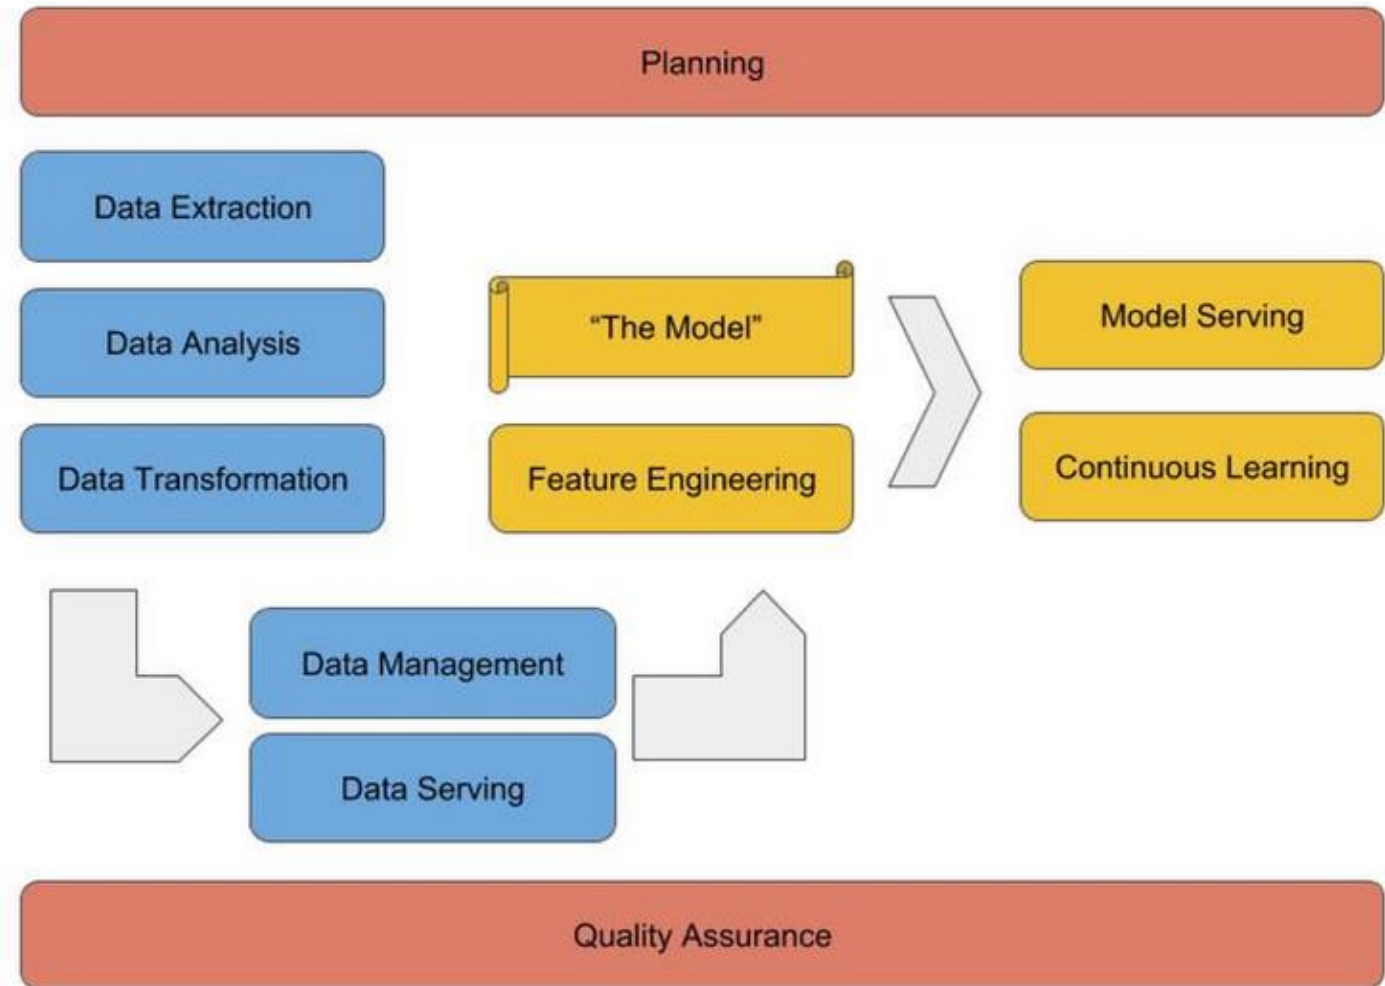 Planning
Data Extraction
Data Analysis
Data Transformation
“The Model”
Feature Engineering
Model Serving
Continuous Learning
Data Management
Data Serving
Quality Assurance